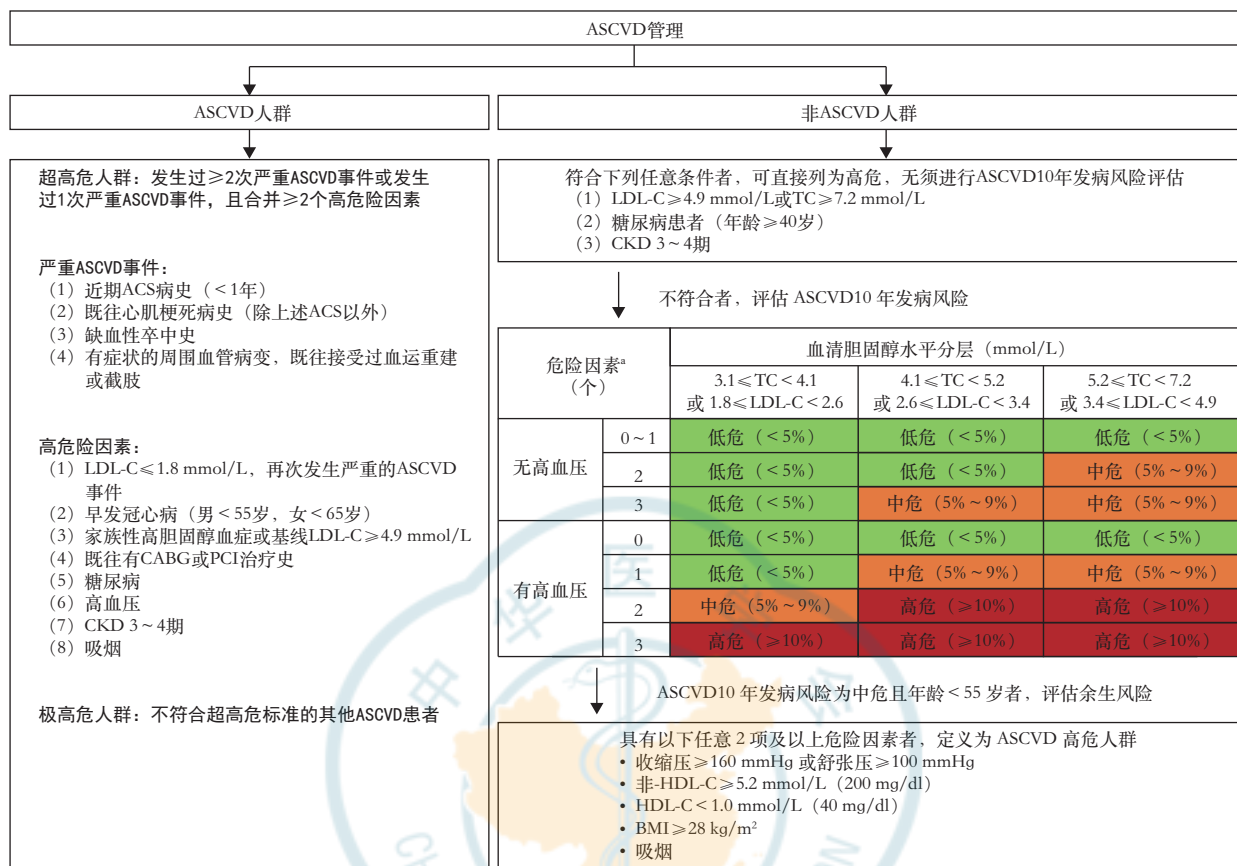 ASCVD管理
ASCVD人群
超高危人群：发生过≥2次严重ASCVD事件或发生
过1次严重ASCVD事件，且合并≥2个高危险因素
严重ASCVD事件：
（1）近期ACS病史（<1年）
（2）既往心肌梗死病史（除上述ACS以外）
（3）缺血性卒中史
（4）有症状的周围血管病变，既往接受过血运重建
或截肢
高危险因素：
（1）LDL-C≤1.8 mmol/L，再次发生严重的ASCVD
事件
（2）早发冠心病（男<55岁，女<65岁）
（3）家族性高胆固醇血症或基线LDL-C≥4.9 mmol/L
（4）既往有CABG或PCI治疗史
（5）糖尿病
（6）高血压
（7）CKD 3~4期
（8）吸烟
极高危人群：不符合超高危标准的其他ASCVD患者
非ASCVD人群
符合下列任意条件者，可直接列为高危，无须进行ASCVD10年发病风险评估
（1）LDL-C≥4.9 mmol/L或TC≥7.2 mmol/L
（2）糖尿病患者（年龄≥40岁）
（3）CKD 3~4期
不符合者，评估 ASCVD10 年发病风险
危险因素a
（个）
血清胆固醇水平分层（mmol/L）
3.1≤TC<4.1
或 1.8≤LDL-C<2.6
4.1≤TC<5.2
或 2.6≤LDL-C<3.4
5.2≤TC<7.2
或 3.4≤LDL-C<4.9
无高血压
0~1 低危（<5%） 低危（<5%） 低危（<5%）
2 低危（<5%） 低危（<5%） 中危（5%~9%）
3 低危（<5%） 中危（5%~9%） 中危（5%~9%）
有高血压
0 低危（<5%） 低危（<5%） 低危（<5%）
1 低危（<5%） 中危（5%~9%） 中危（5%~9%）
2 中危（5%~9%） 高危（≥10%） 高危（≥10%）
3 高危（≥10%） 高危（≥10%） 高危（≥10%）
ASCVD10 年发病风险为中危且年龄<55 岁者，评估余生风险
具有以下任意 2 项及以上危险因素者，定义为 ASCVD 高危人群
• 收缩压≥160 mmHg 或舒张压≥100 mmHg
• 非-HDL-C≥5.2 mmol/L（200 mg/dl）
• HDL-C<1.0 mmol/L（40 mg/dl）
• BMI≥28 kg/m²
• 吸烟
中华医
会